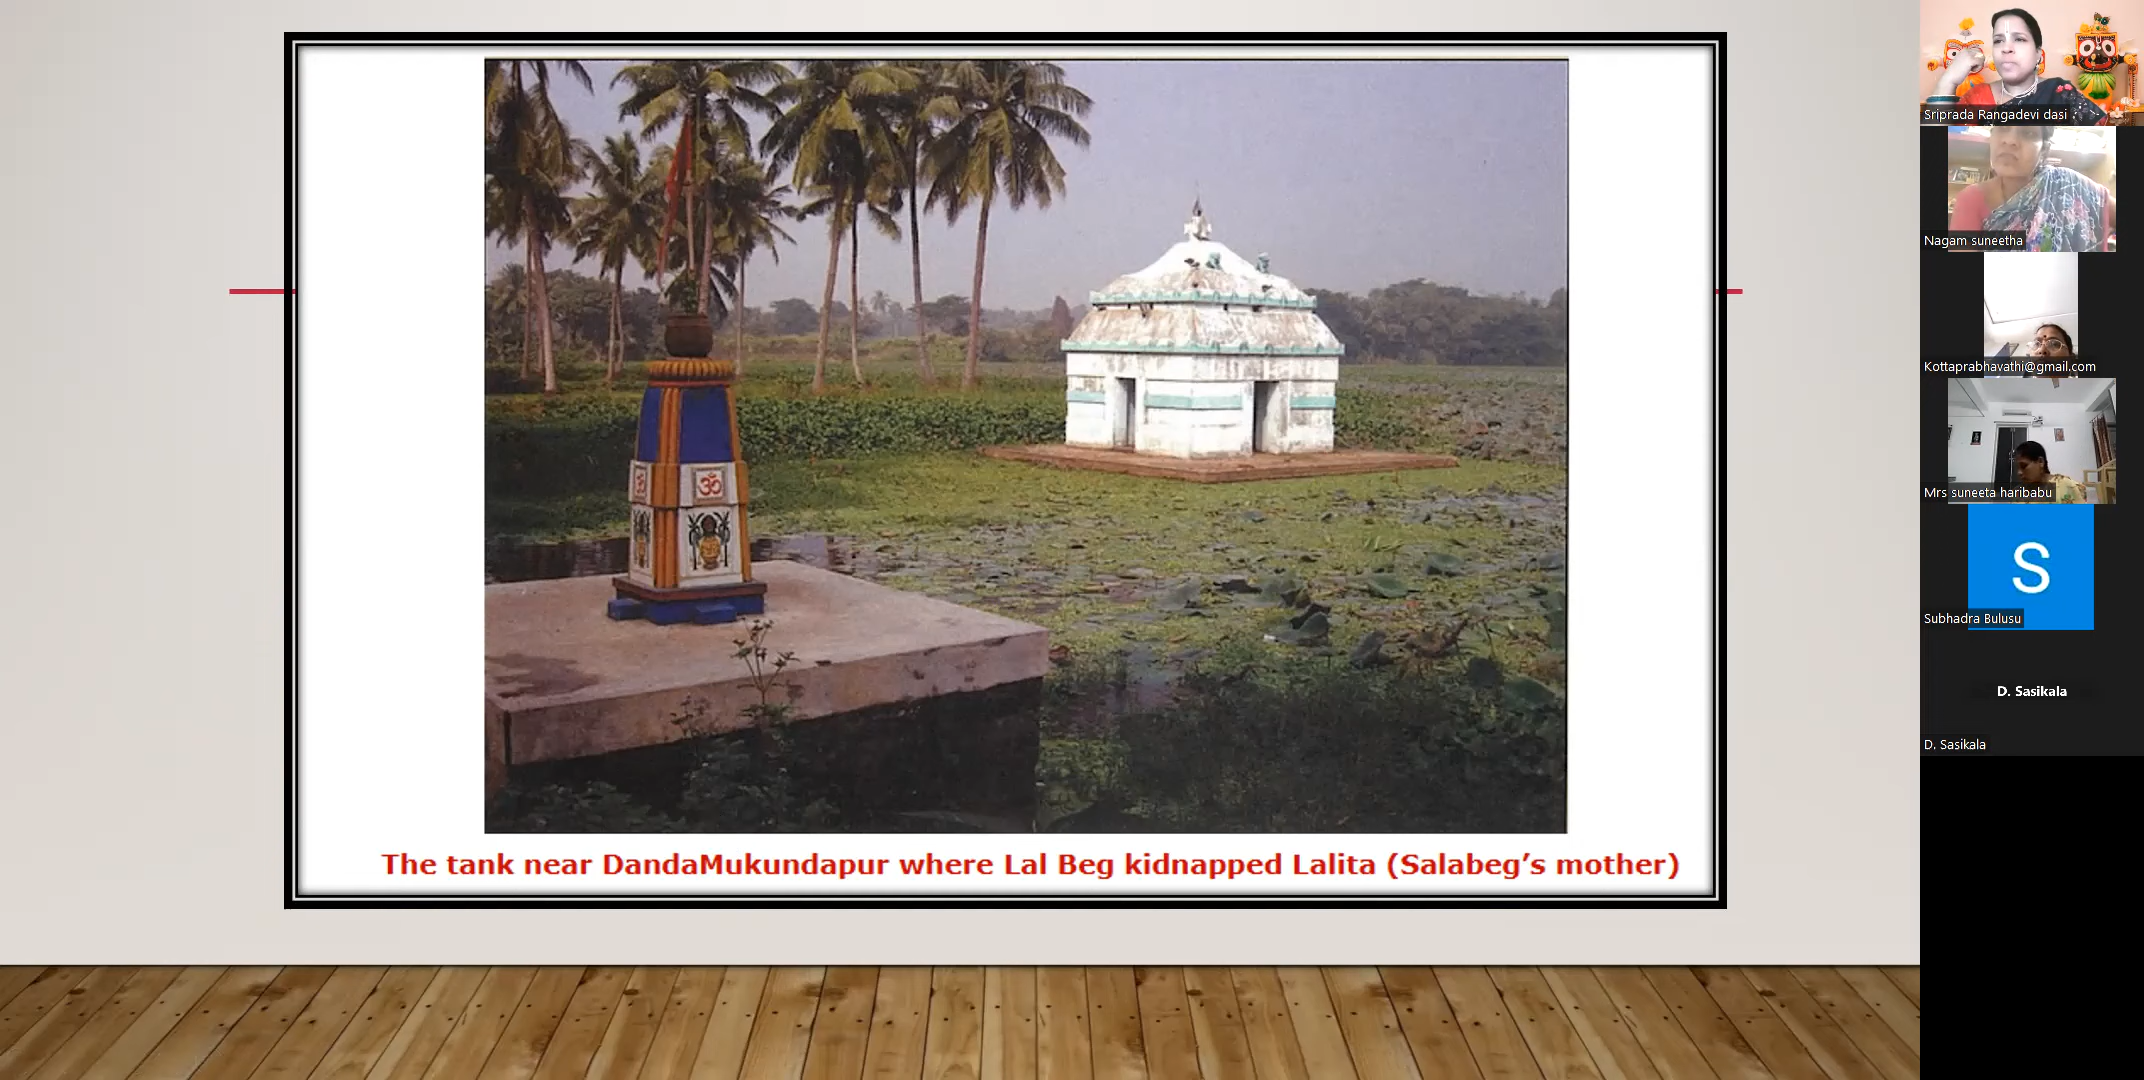 The tank near DandaMukundapur where Lal Beg kidnapped Lalita (Salabeg’s mother)
ॐ
Sriprada Rangadevi dasi
Nagam suneetha
Kottaprabhavathi@gmail.com
Mrs suneeta haribabu
S
Subhadra Bulusu
D. Sasikala
D. Sasikala